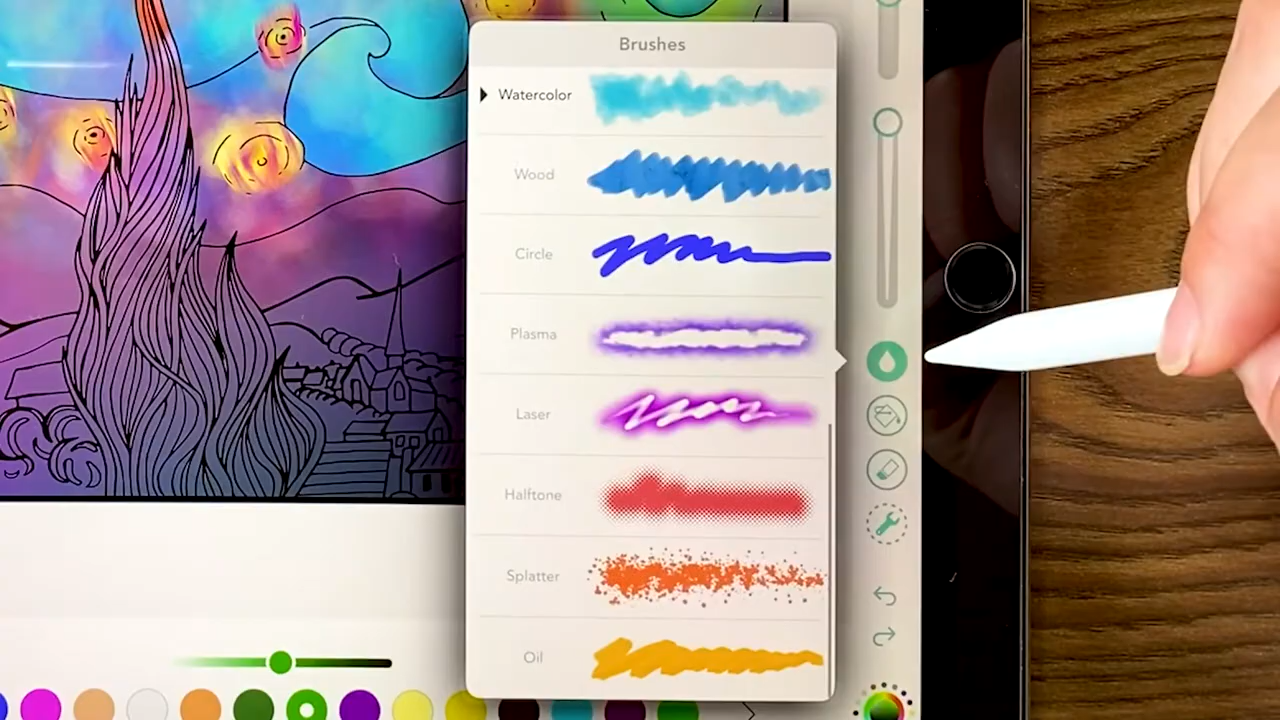 Brushes
Watercolor
Wood
Circle
Plasma
Laser
Halftone
Splatter
Oil